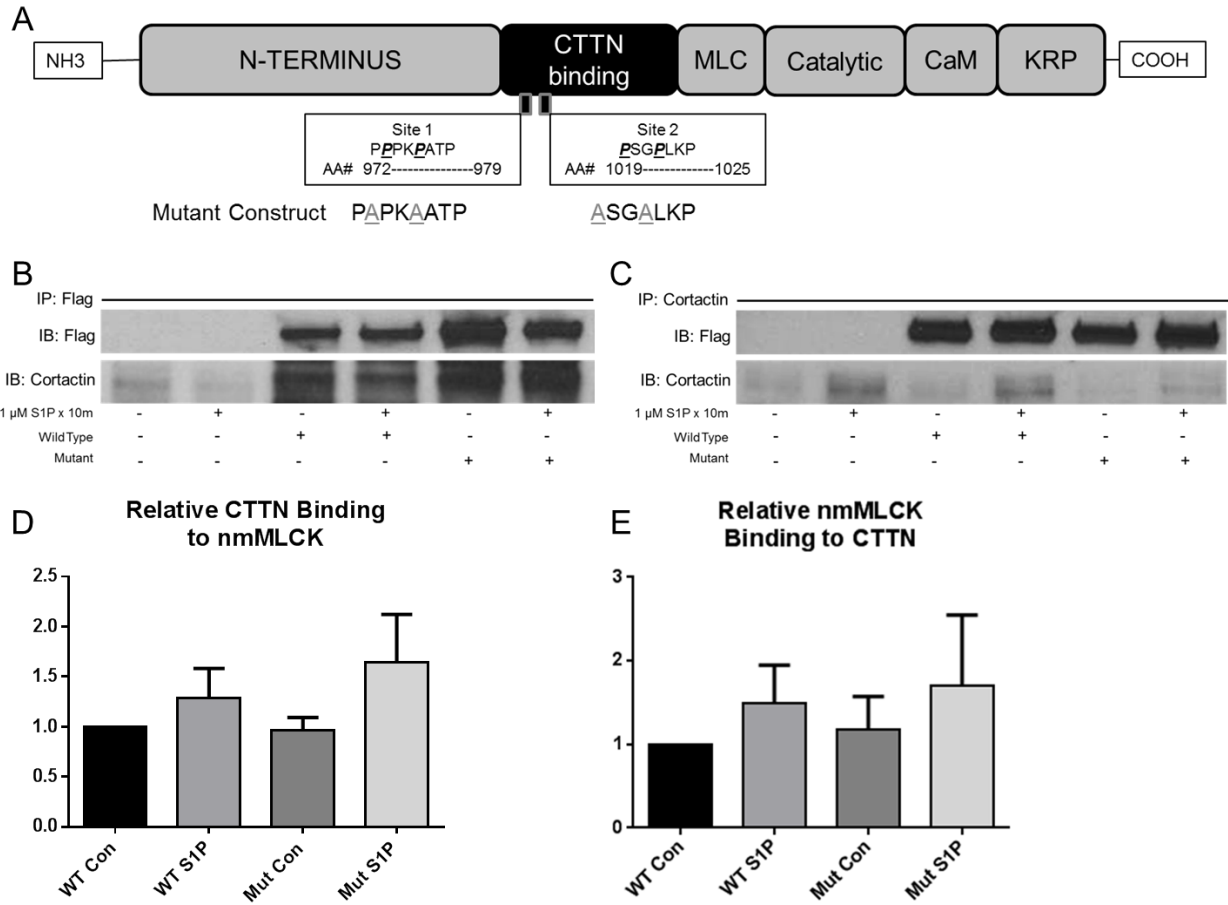 A
NH3
N-TERMINUS
CTTN
binding
MLC
Catalytic
CaM
KRP
COOH
Site 1
PPPKPATP
AA# 972---------------979
Site 2
PSGPLKP
AA# 1019-------------1025
Mutant Construct PAPKAATP ASGALKP
B
IP: Flag
IB: Flag
IB: Cortactin
1 µM S1P x 10m - + - + - +
Wild Type - - + + - -
Mutant - - - - + +
C
IP: Cortactin
IB: Flag
IB: Cortactin
1 µM S1P x 10m - + - + - +
Wild Type - - + + - -
Mutant - - - - + +
D
Relative CTTN Binding
to nmMLCK
2.5
2.0
1.5
1.0
0.5
0.0
WT Con
WT S1P
Mut Con
Mut S1P
E
Relative nmMLCK
Binding to CTTN
3
2
1
0
WT Con
WT S1P
Mut Con
Mut S1P